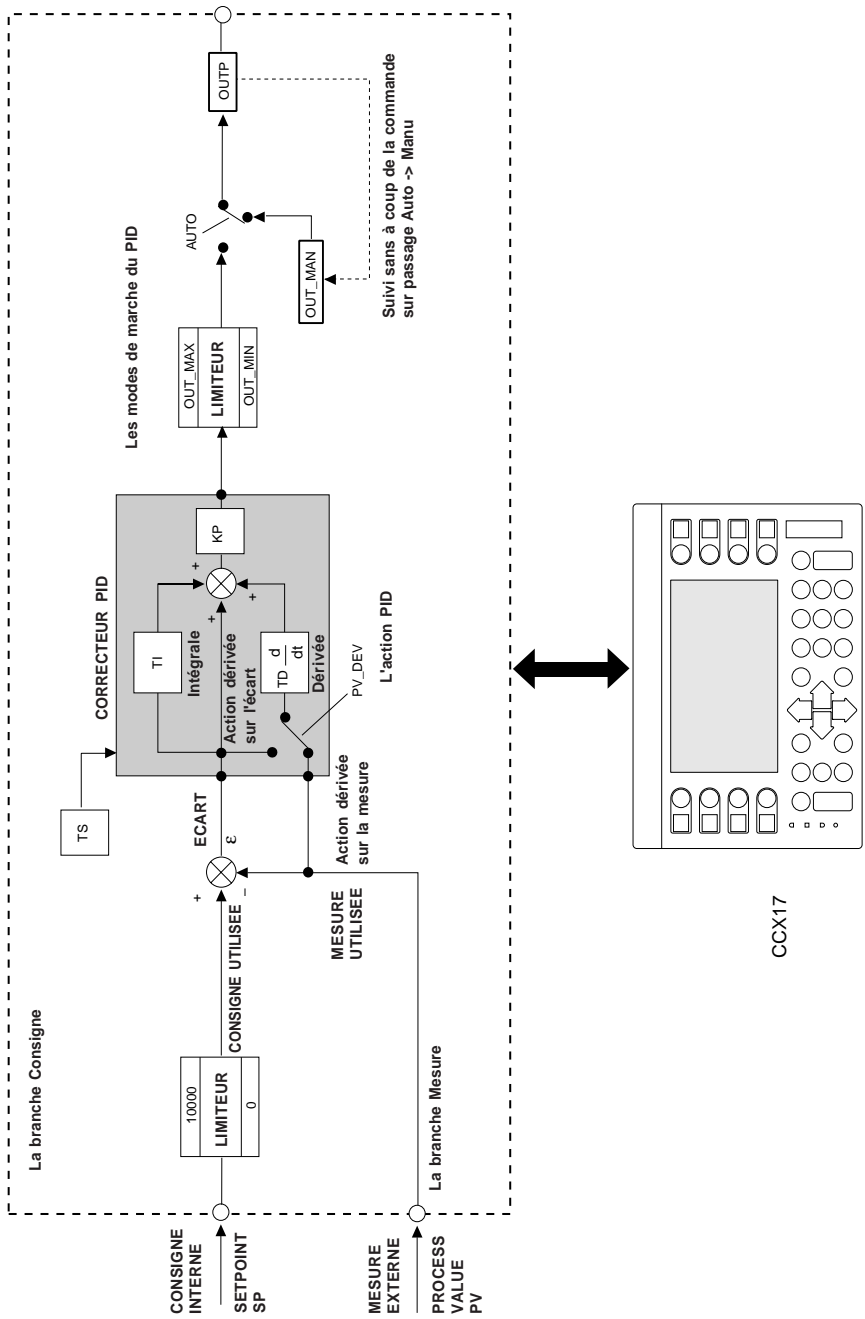 La branche Consigne
CONSIGNE
INTERNE
SETPOINT
SP
10000
LIMITEUR
0
CONSIGNE UTILISEE
+
–
ECART
ε
TS
CORRECTEUR PID
TI
Intégrale
Action dérivée
sur l'écart
+
+
+
KP
TD d
dt
Dérivée
PV_DEV
L'action PID
Action dérivée
sur la mesure
MESURE
UTILISEE
MESURE
EXTERNE
PROCESS
VALUE
PV
La branche Mesure
Les modes de marche du PID
OUT_MAX
LIMITEUR
OUT_MIN
AUTO
OUT_MAN
OUTP
Suivi sans à coup de la commande
sur passage Auto -> Manu
CCX17